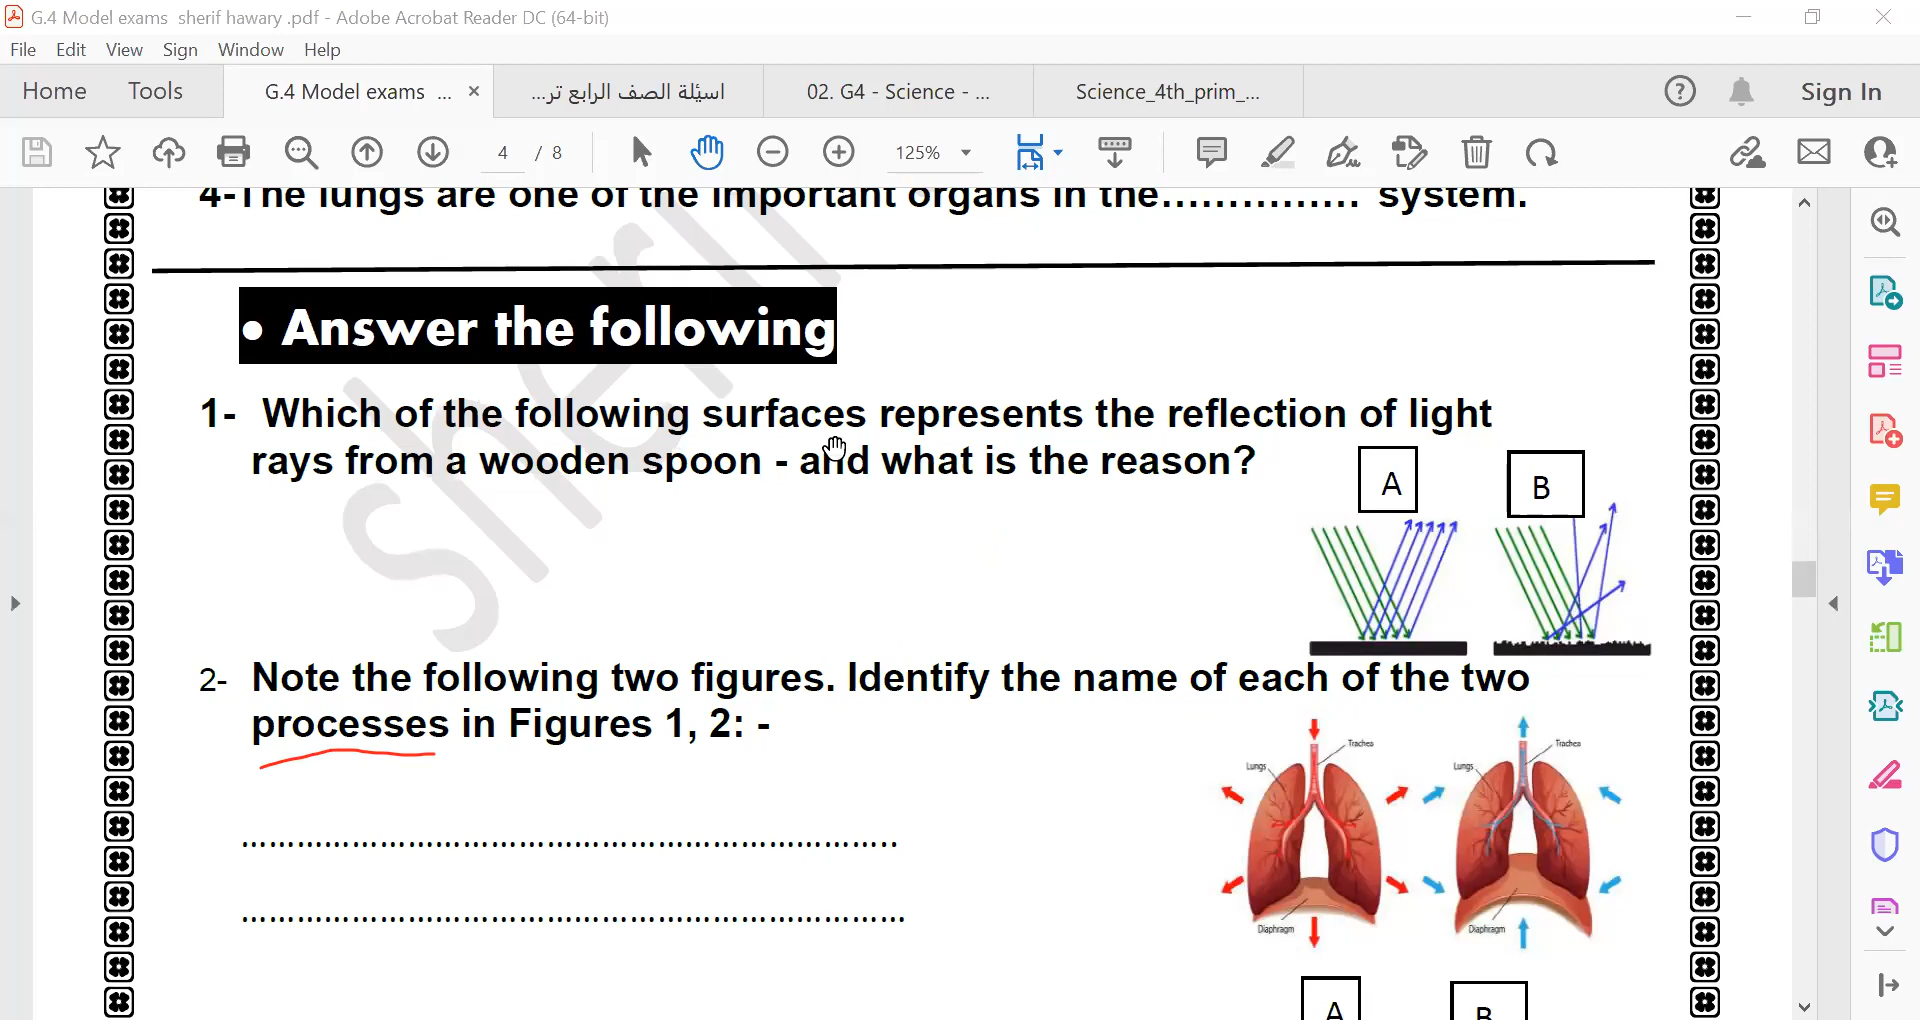 G.4 Model exams sherif hawary .pdf - Adobe Acrobat Reader DC (64-bit)
File Edit View Sign Window Help
Home Tools G.4 Model exams ... × اسئلة الصف الرابع تر... 02. G4 - Science - ... Science_4th_prim_... Sign In
4 / 8 125%
4-The lungs are one of the important organs in the............... system.
• Answer the following
1- Which of the following surfaces represents the reflection of light
rays from a wooden spoon - and what is the reason?
A B
2- Note the following two figures. Identify the name of each of the two
processes in Figures 1, 2: -
Trachea Trachea
Lungs Lungs
Diaphragm Diaphragm
A B
sherif